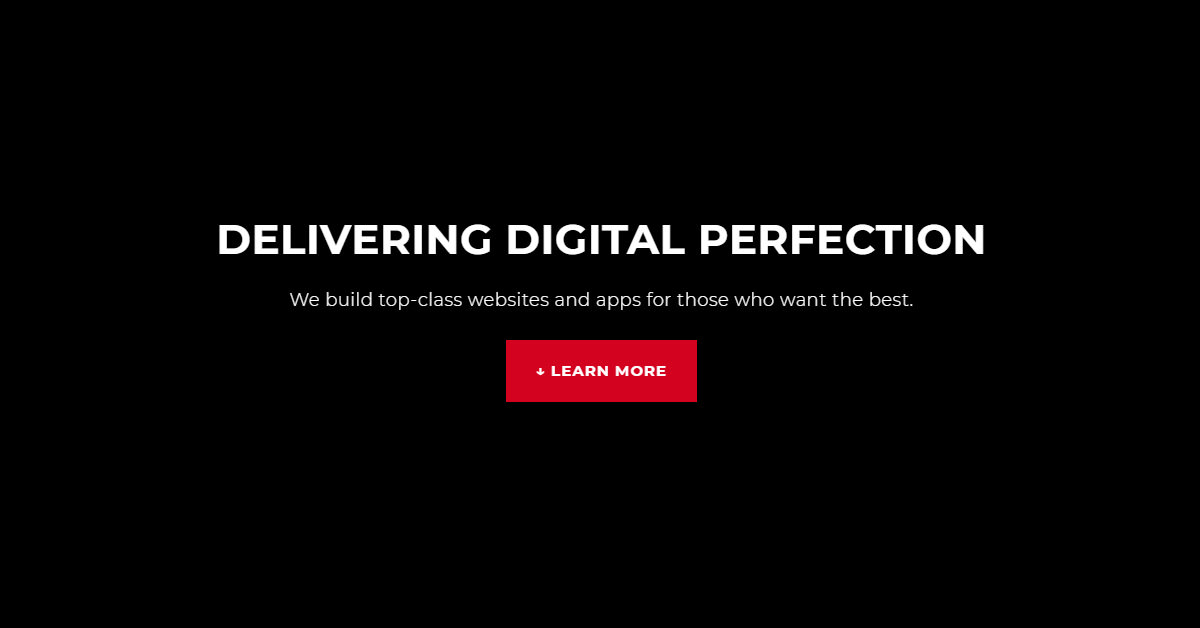 DELIVERING DIGITAL PERFECTION
We build top-class websites and apps for those who want the best.
↓ LEARN MORE